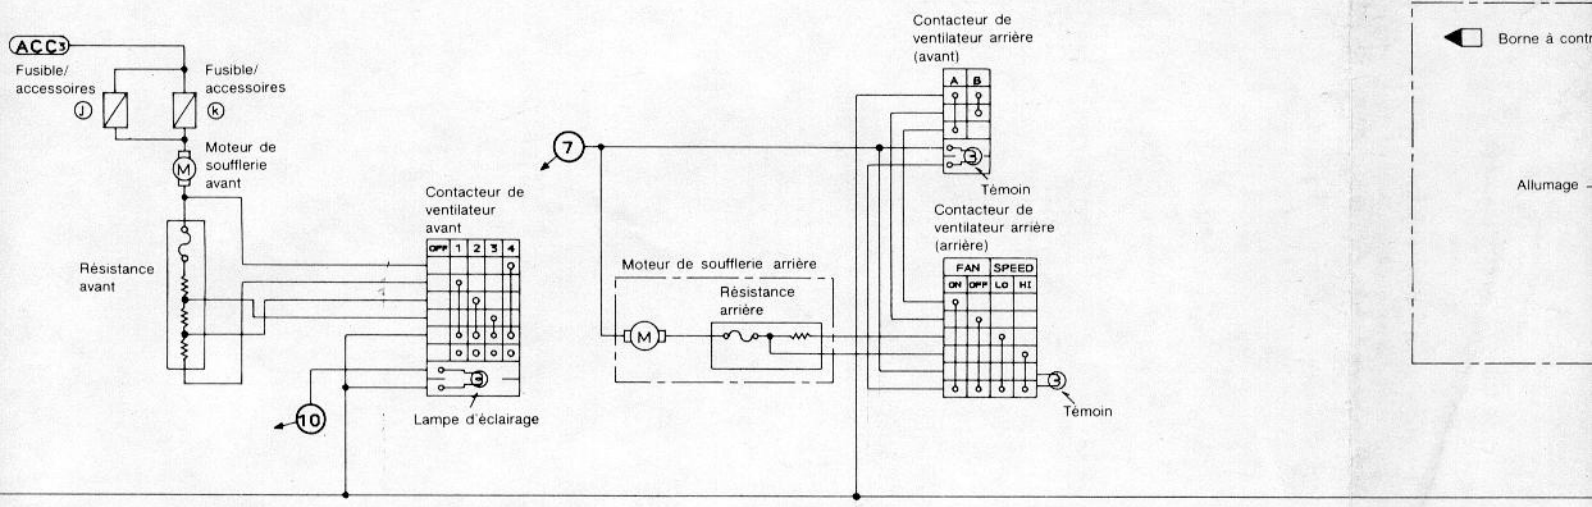 ACC3
Fusible/
accessoires
J
Fusible/
accessoires
k
M
Moteur de
soufflerie
avant
Résistance
avant
Contacteur de
ventilateur
avant
OFF 1 2 3 4
Lampe d'éclairage
10
7
Moteur de soufflerie arrière
M
Résistance
arrière
Contacteur de
ventilateur arrière
(avant)
A B
Témoin
Contacteur de
ventilateur arrière
(arrière)
FAN SPEED
ON OFF LO HI
Témoin
Borne à contr
Allumage